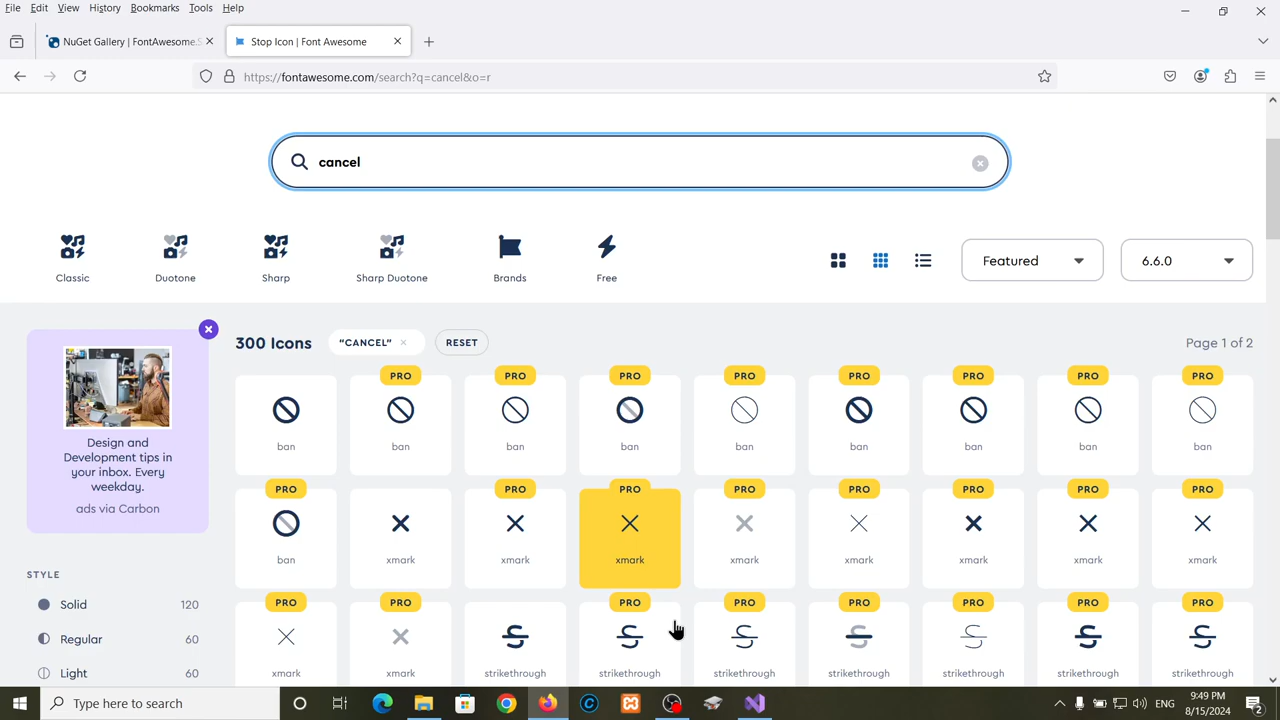 File Edit View History Bookmarks Tools Help
NuGet Gallery | FontAwesome.S
Stop Icon | Font Awesome
https://fontawesome.com/search?q=cancel&o=r
cancel
Classic Duotone Sharp Sharp Duotone Brands Free
Featured
6.6.0
300 Icons "CANCEL" × RESET Page 1 of 2
Design and
Development tips in
your inbox. Every
weekday.
ads via Carbon
PRO PRO PRO PRO PRO PRO PRO PRO
ban ban ban ban ban ban ban ban ban
PRO PRO PRO PRO PRO PRO PRO PRO
ban xmark xmark xmark xmark xmark xmark xmark xmark
PRO PRO PRO PRO PRO PRO PRO PRO
xmark xmark strikethrough strikethrough strikethrough strikethrough strikethrough strikethrough strikethrough
STYLE
Solid 120
Regular 60
Light 60
Type here to search
ENG
9:49 PM
8/15/2024
2